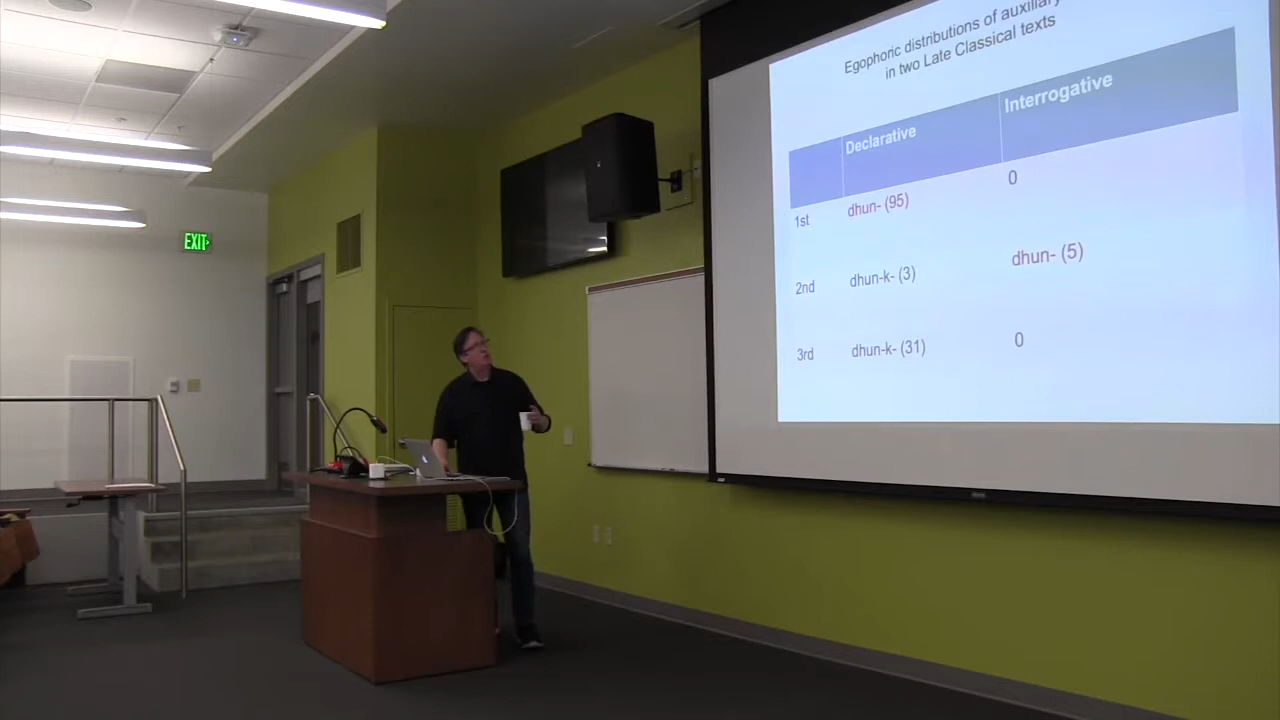 EXIT
Egophoric distributions of auxiliary
in two Late Classical texts
Declarative Interrogative
1st dhun- (95) 0
2nd dhun-k- (3) dhun- (5)
3rd dhun-k- (31) 0